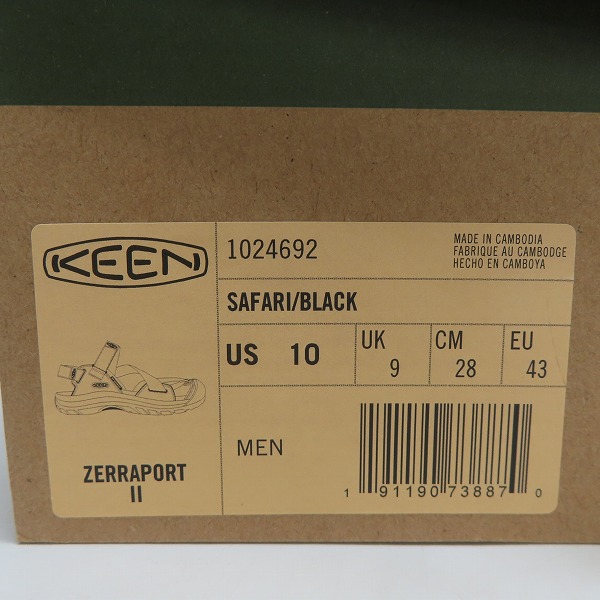 KEEN
1024692
MADE IN CAMBODIA
FABRIQUE AU CAMBODGE
HECHO EN CAMBOYA
SAFARI/BLACK
US 10
UK 9
CM 28
EU 43
KEEN
ZERRAPORT
II
MEN
1 91190 73887 0